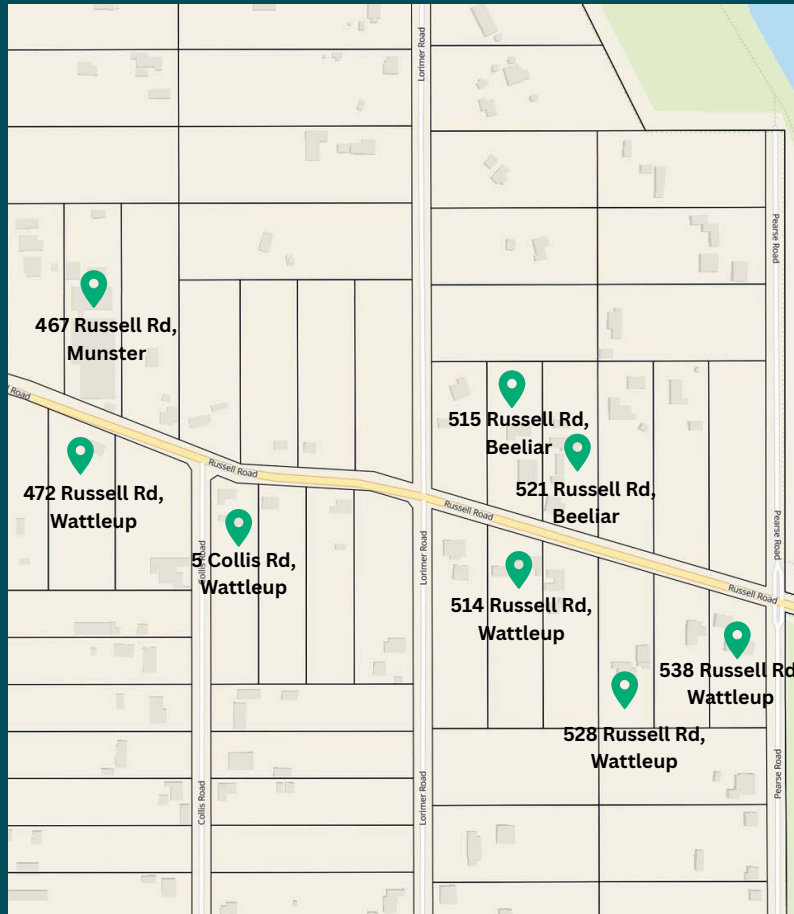 Lorimer Road
Pearse Road
467 Russell Rd,
Munster
Road
515 Russell Rd,
Beeliar
472 Russell Rd,
Wattleup
Russell Road
521 Russell Rd,
Beeliar
Russell Road
Pearse Road
5 Collis Rd,
Wattleup
Collis Road
Lorimer Road
514 Russell Rd,
Wattleup
Russell Road
538 Russell Rd
Wattleup
528 Russell Rd,
Wattleup
Pearse Road
Collis Road
Lorimer Road